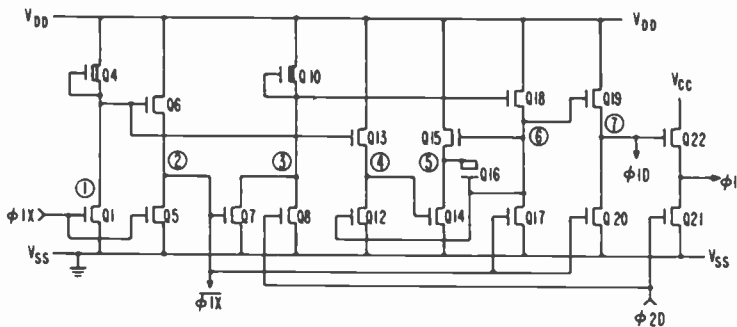 VDD
VDD
Q4
Q10
VCC
Q6
Q18
Q19
Q13
Q15
⑥
⑦
Q22
①
②
③
④
⑤
Q16
φ1D
φ1
φ1X
Q1
Q5
Q7
Q8
Q12
Q14
Q17
Q20
Q21
VSS
VSS
φ1X
φ2D